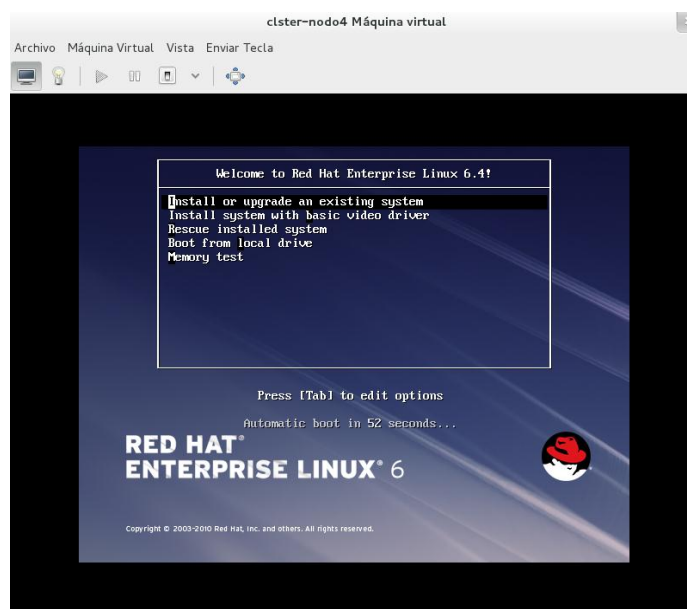 clster-nodo4 Máquina virtual
Archivo Máquina Virtual Vista Enviar Tecla
Welcome to Red Hat Enterprise Linux 6.4!
Install or upgrade an existing system
Install system with basic video driver
Rescue installed system
Boot from local drive
Memory test
Press [Tab] to edit options
Automatic boot in 52 seconds...
RED HAT®
ENTERPRISE LINUX® 6
Copyright © 2003-2010 Red Hat, Inc. and others. All rights reserved.